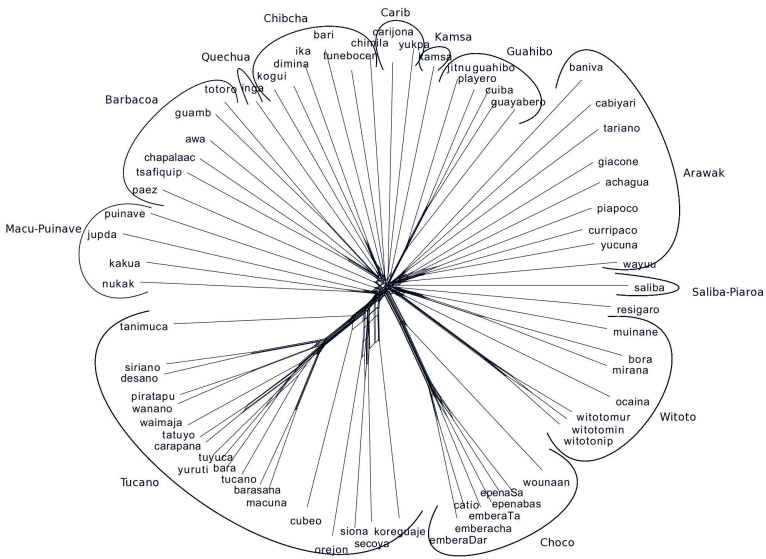 Carib
Chibcha
carijona
bari
Kamsa
chimila
yukpa
ika
Guahibo
tunebocen
kamsa
Quechua
dimina
jitnu guahibo
baniva
kogui
playero
totoro
inga
cuiba
Barbacoa
guayabero
cabiyari
guamb
tariano
awa
chapalaac
giacone
tsafiquip
Arawak
achagua
paez
piapoco
puinave
Macu-Puinave
jupda
curripaco
yucuna
kakua
wayuu
nukak
saliba
Saliba-Piaroa
resigaro
tanimuca
muinane
siriano
bora
desano
mirana
piratapu
ocaina
wanano
witotomur
Witoto
waimaja
witotomin
tatuyo
witotonip
carapana
tuyuca
yuruti
bara
tucano
wounaan
Tucano
barasana
epenaSa
macuna
catio
epenabas
cubeo
emberaTa
siona
koreguaje
emberacha
secoya
emberaDar
Choco
orejon